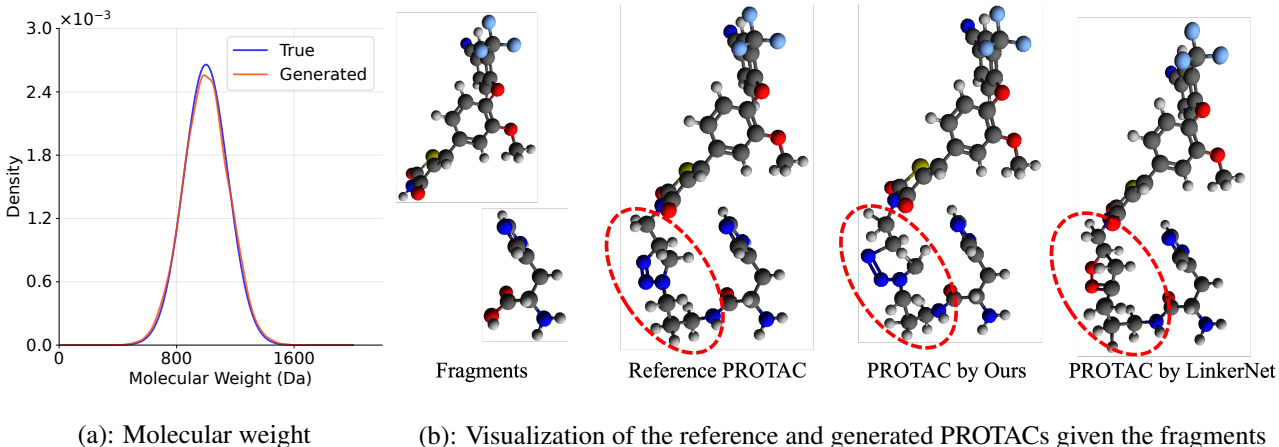 ×10⁻³
3.0
2.4
1.8
1.2
0.6
0.0
Density
True
Generated
0 800 1600
Molecular Weight (Da)
Fragments
Reference PROTAC
PROTAC by Ours
PROTAC by LinkerNet
(a): Molecular weight
(b): Visualization of the reference and generated PROTACs given the fragments